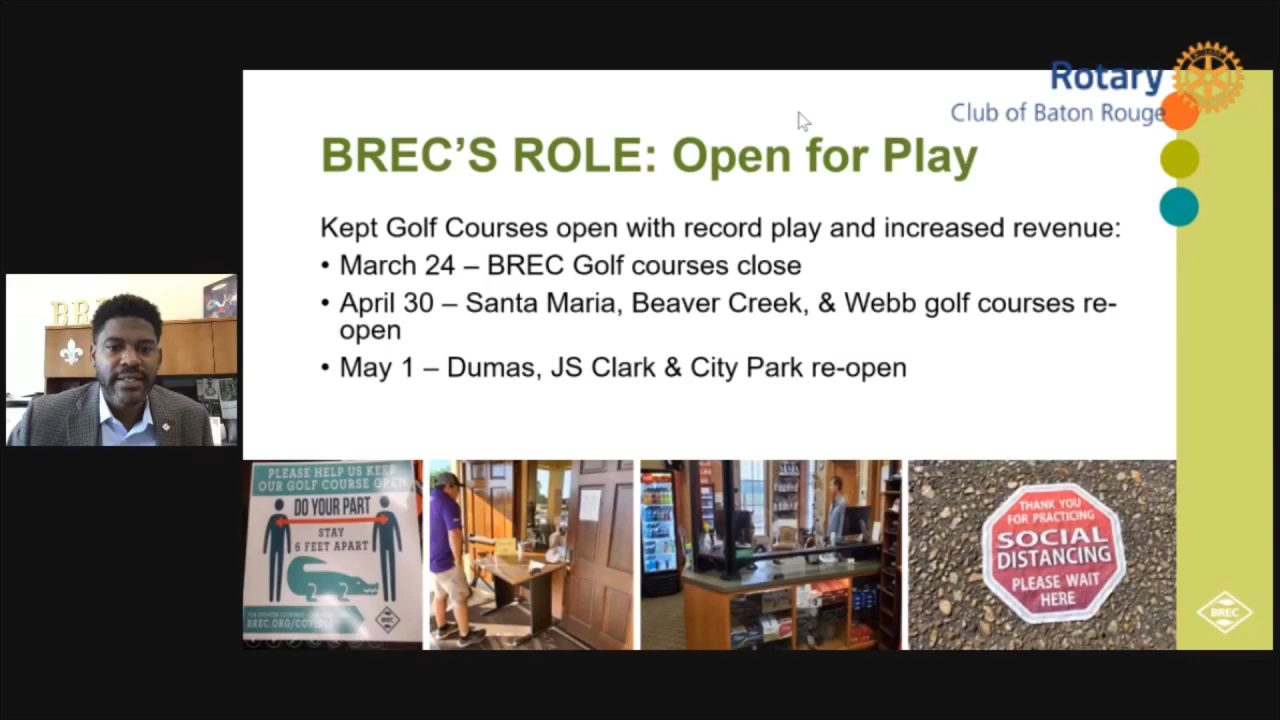 Rotary
Club of Baton Rouge
BREC'S ROLE: Open for Play
Kept Golf Courses open with record play and increased revenue:
• March 24 – BREC Golf courses close
• April 30 – Santa Maria, Beaver Creek, & Webb golf courses re-
open
• May 1 – Dumas, JS Clark & City Park re-open
PLEASE HELP US KEEP
OUR GOLF COURSE OPEN
DO YOUR PART
STAY
6 FEET APART
BREC.ORG/COVID19
THANK YOU
FOR PRACTICING
SOCIAL
DISTANCING
PLEASE WAIT
HERE
BREC